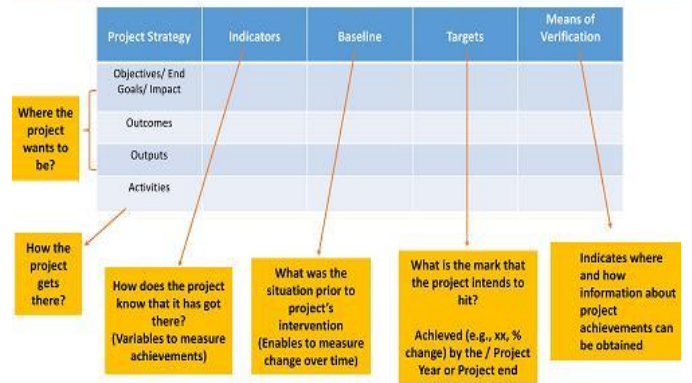 Project Strategy
Indicators
Baseline
Targets
Means of
Verification
Objectives/ End
Goals/ Impact
Outcomes
Outputs
Activities
Where the
project
wants to
be?
How the
project
gets
there?
How does the project
know that it has got
there?
(Variables to measure
achievements)
What was the
situation prior to
project's
intervention
(Enables to measure
change over time)
What is the mark that
the project intends to
hit?
Achieved (e.g., xx, %
change) by the / Project
Year or Project end
Indicates where
and how
information about
project
achievements can
be obtained